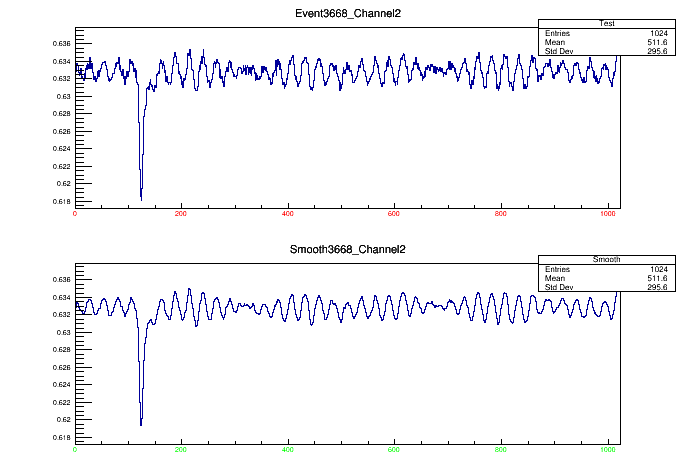 Event3668_Channel2
Test
Entries 1024
Mean 511.6
Std Dev 295.6
0.636
0.634
0.632
0.63
0.628
0.626
0.624
0.622
0.62
0.618
0 200 400 600 800 1000
Smooth3668_Channel2
Smooth
Entries 1024
Mean 511.6
Std Dev 295.6
0.636
0.634
0.632
0.63
0.628
0.626
0.624
0.622
0.62
0.618
0 200 400 600 800 1000